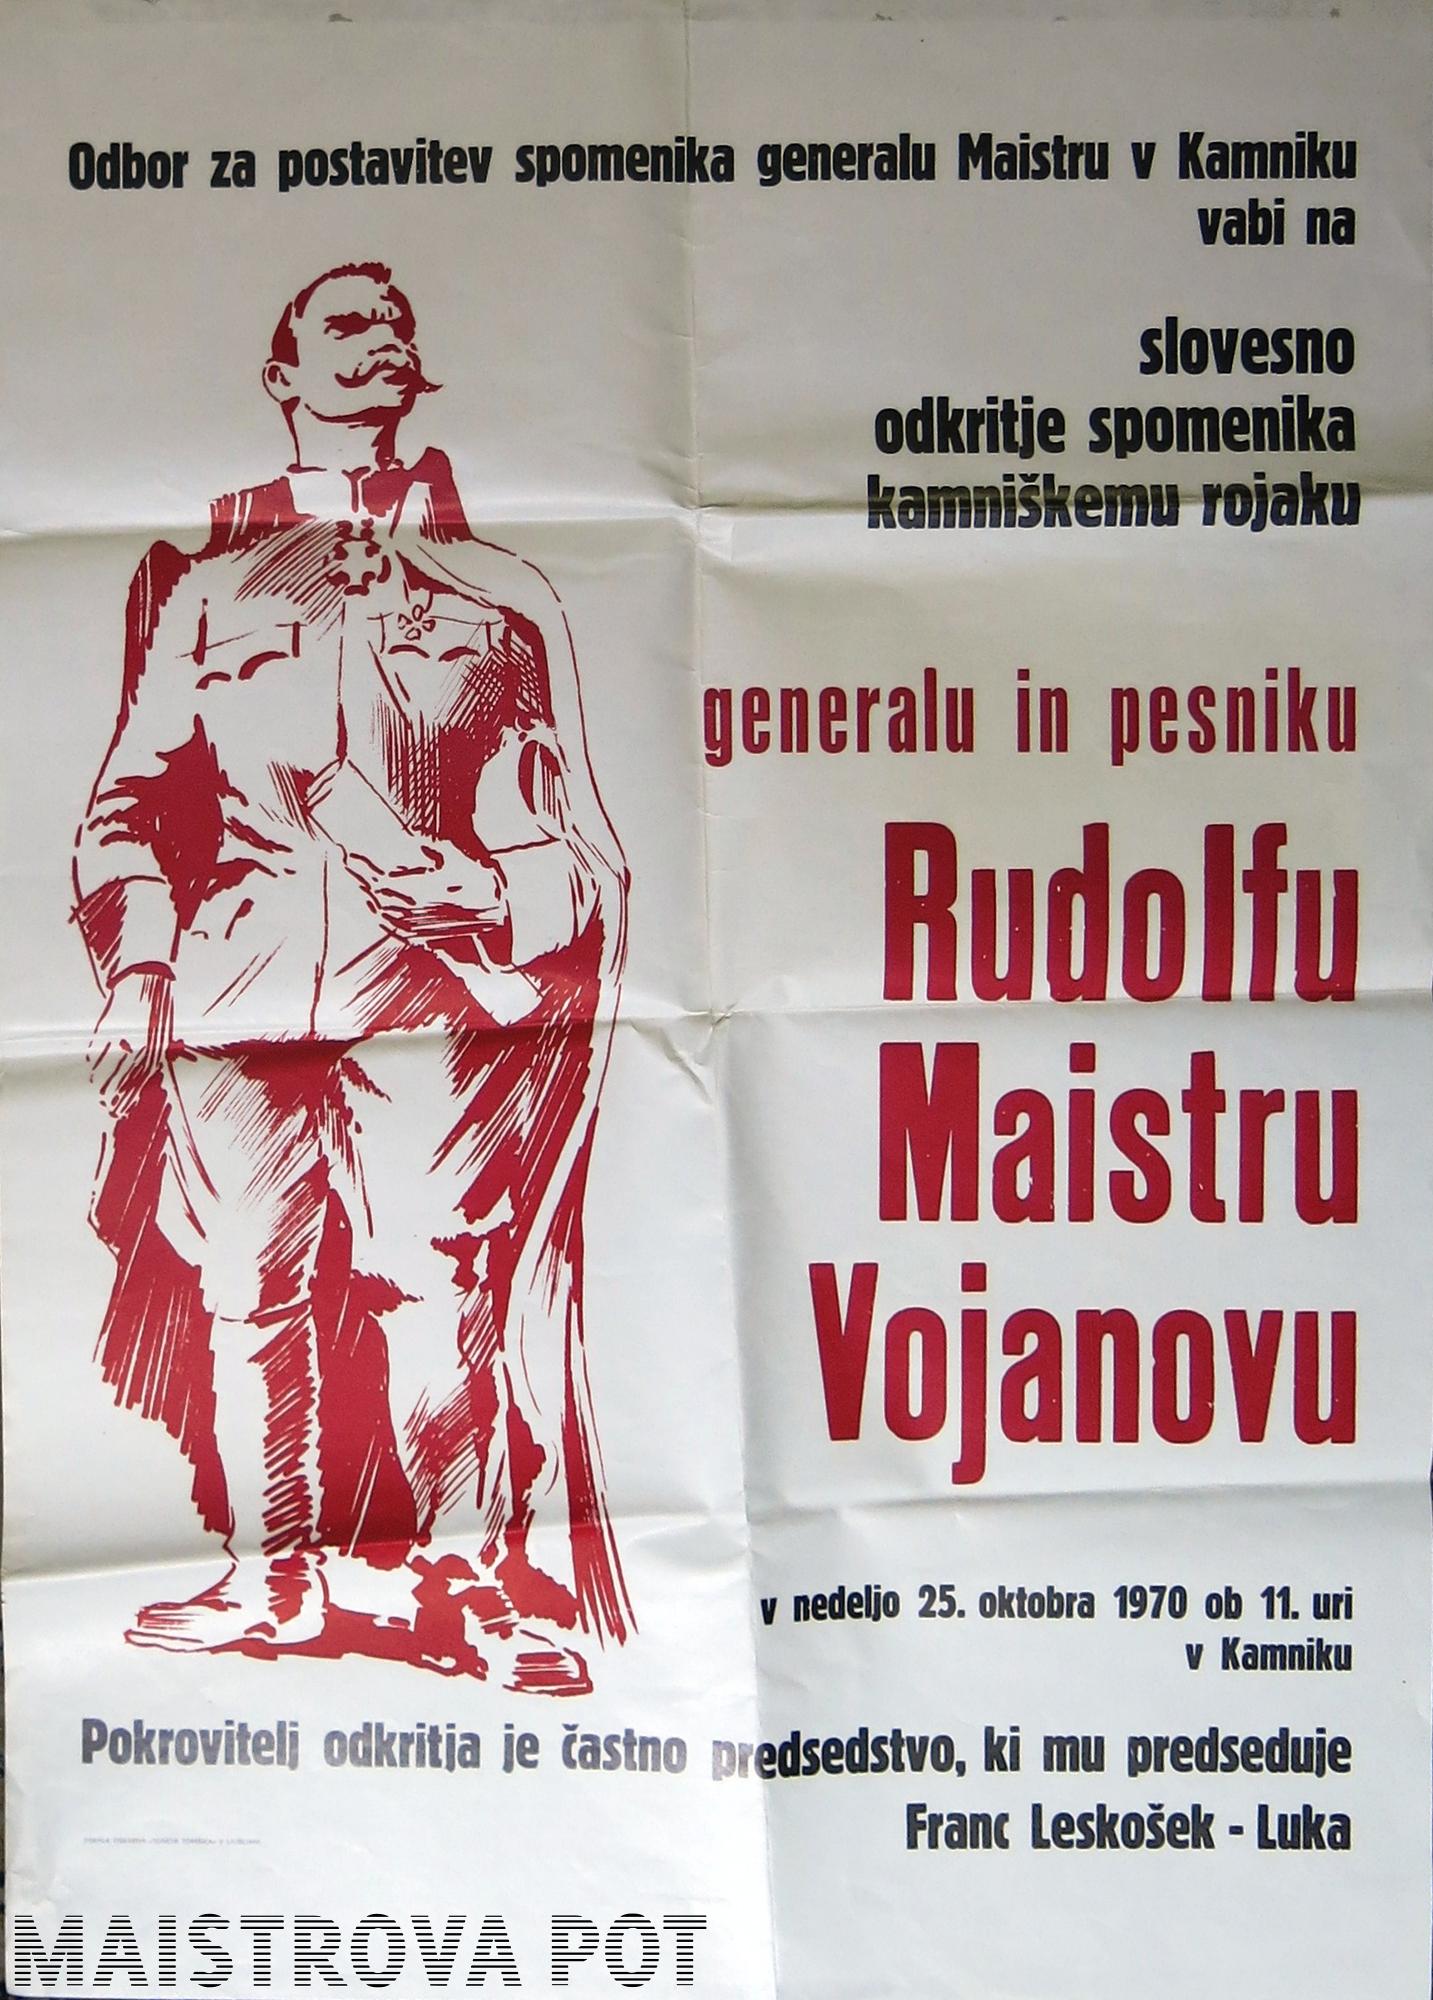 Odbor za postavitev spomenika generalu Maistru v Kamniku
vabi na
slovesno
odkritje spomenika
kamniškemu rojaku
generalu in pesniku
Rudolfu
Maistru
Vojanovu
v nedeljo 25. oktobra 1970 ob 11. uri
v Kamniku
Pokrovitelj odkritja je častno predsedstvo, ki mu predseduje
Franc Leskošek - Luka
MAISTROVA POT